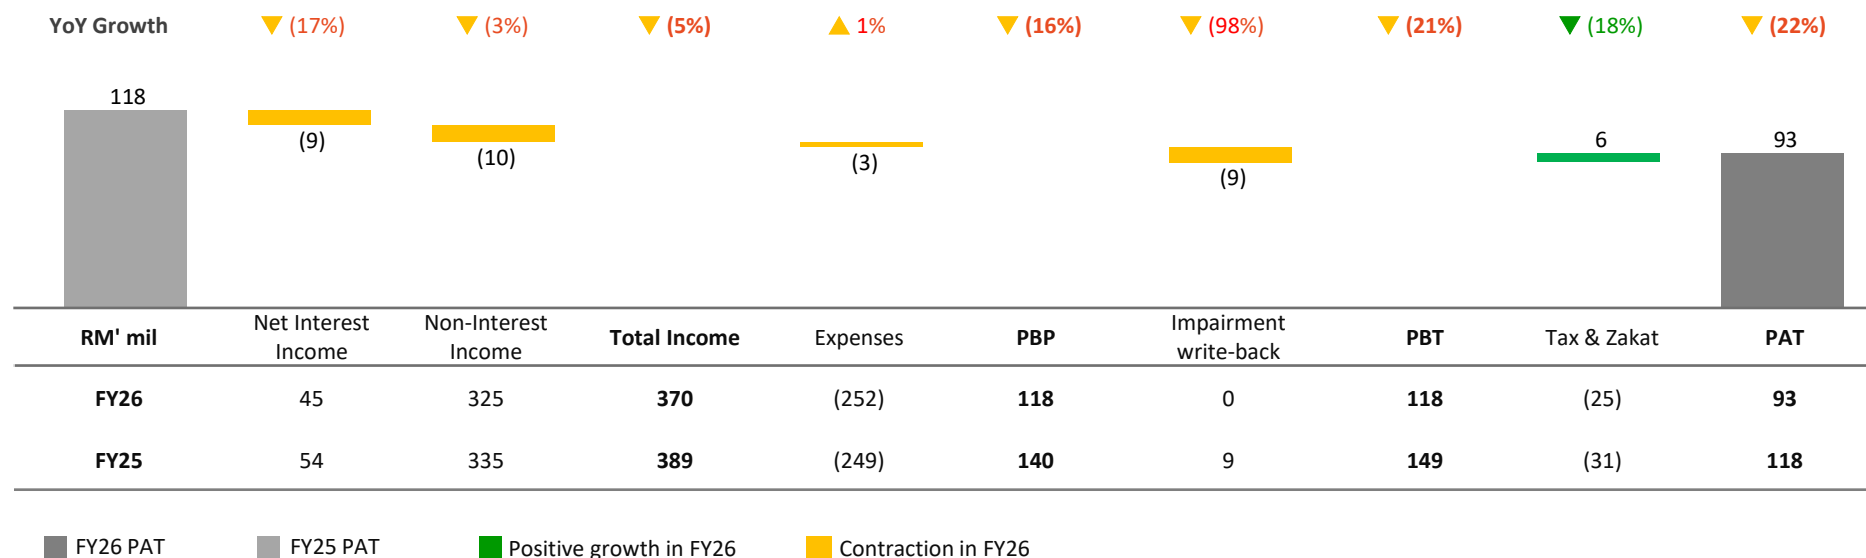 YoY Growth ▼ (17%) ▼ (3%) ▼ (5%) ▲ 1% ▼ (16%) ▼ (98%) ▼ (21%) ▼ (18%) ▼ (22%)
118 (9) (10) (3) (9) 6 93
RM' mil Net Interest Income Non-Interest Income Total Income Expenses PBP Impairment write-back PBT Tax & Zakat PAT
FY26 45 325 370 (252) 118 0 118 (25) 93
FY25 54 335 389 (249) 140 9 149 (31) 118
FY26 PAT FY25 PAT Positive growth in FY26 Contraction in FY26